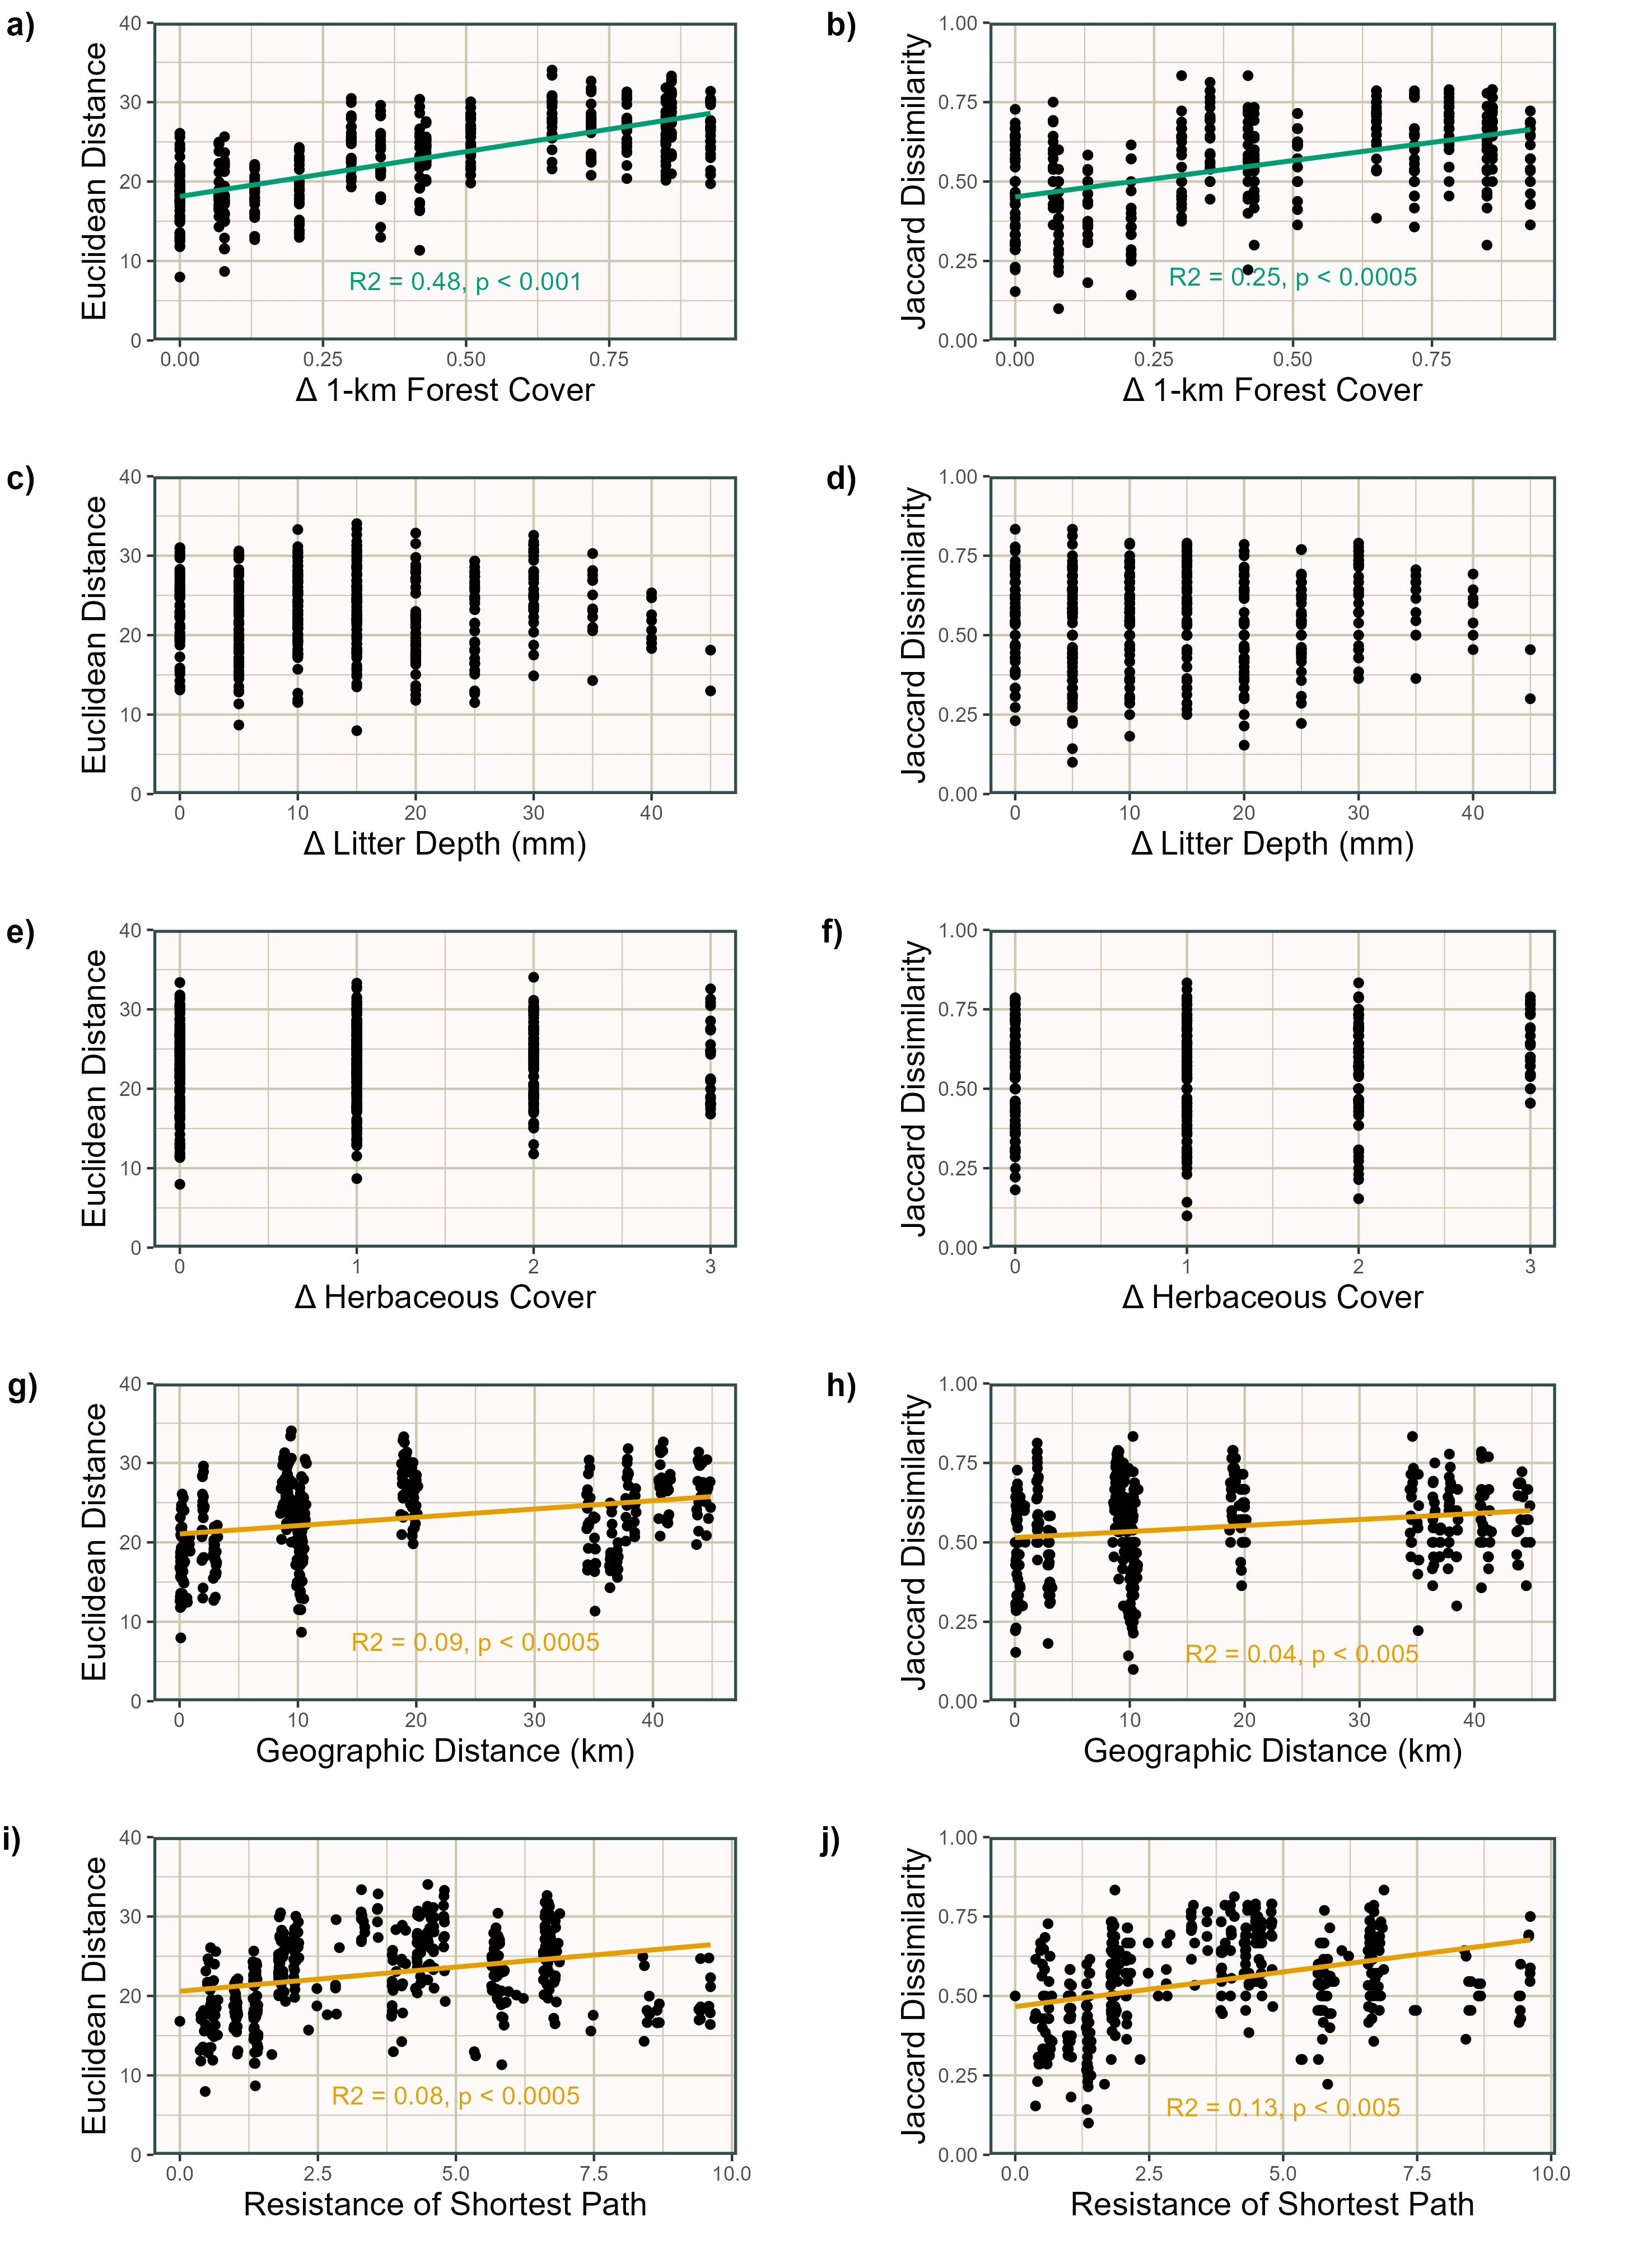 a)
Euclidean Distance
40
30
20
10
0
R2 = 0.48, p < 0.001
0.00 0.25 0.50 0.75
Δ 1-km Forest Cover
b)
Jaccard Dissimilarity
1.00
0.75
0.50
0.25
0.00
R2 = 0.25, p < 0.0005
0.00 0.25 0.50 0.75
Δ 1-km Forest Cover
c)
Euclidean Distance
40
30
20
10
0
0 10 20 30 40
Δ Litter Depth (mm)
d)
Jaccard Dissimilarity
1.00
0.75
0.50
0.25
0.00
0 10 20 30 40
Δ Litter Depth (mm)
e)
Euclidean Distance
40
30
20
10
0
0 1 2 3
Δ Herbaceous Cover
f)
Jaccard Dissimilarity
1.00
0.75
0.50
0.25
0.00
0 1 2 3
Δ Herbaceous Cover
g)
Euclidean Distance
40
30
20
10
0
R2 = 0.09, p < 0.0005
0 10 20 30 40
Geographic Distance (km)
h)
Jaccard Dissimilarity
1.00
0.75
0.50
0.25
0.00
R2 = 0.04, p < 0.005
0 10 20 30 40
Geographic Distance (km)
i)
Euclidean Distance
40
30
20
10
0
R2 = 0.08, p < 0.0005
0.0 2.5 5.0 7.5 10.0
Resistance of Shortest Path
j)
Jaccard Dissimilarity
1.00
0.75
0.50
0.25
0.00
R2 = 0.13, p < 0.005
0.0 2.5 5.0 7.5 10.0
Resistance of Shortest Path